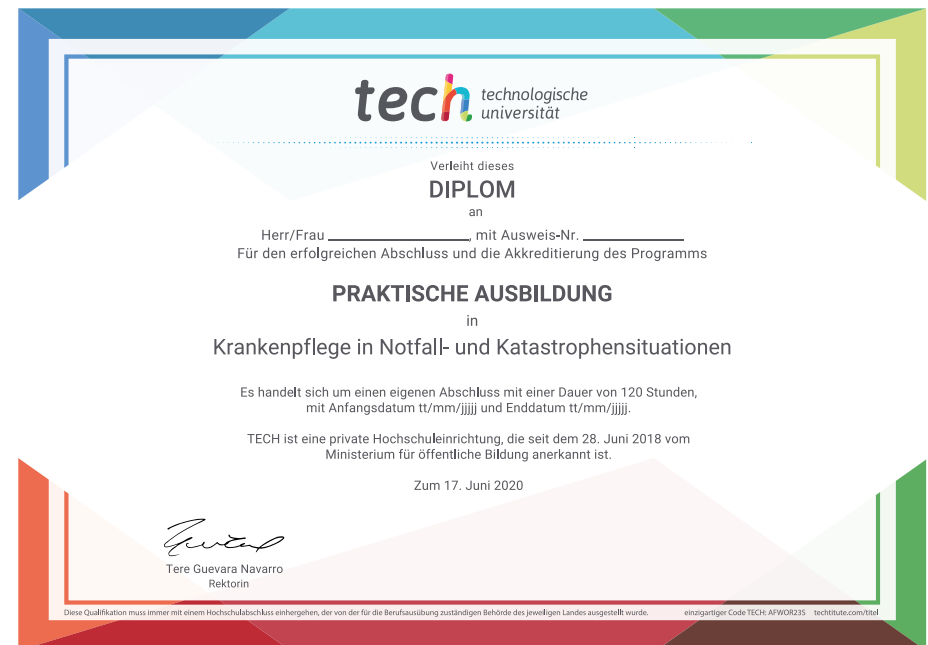 tech technologische
universität
Verleiht dieses
DIPLOM
an
Herr/Frau ____________, mit Ausweis-Nr. ____________
Für den erfolgreichen Abschluss und die Akkreditierung des Programms
PRAKTISCHE AUSBILDUNG
in
Krankenpflege in Notfall- und Katastrophensituationen
Es handelt sich um einen eigenen Abschluss mit einer Dauer von 120 Stunden,
mit Anfangsdatum tt/mm/jjjjj und Enddatum tt/mm/jjjjj.
TECH ist eine private Hochschuleinrichtung, die seit dem 28. Juni 2018 vom
Ministerium für öffentliche Bildung anerkannt ist.
Zum 17. Juni 2020
Tere Guevara Navarro
Rektorin
Diese Qualifikation muss immer mit einem Hochschulabschluss einhergehen, der von der für die Berufsausübung zuständigen Behörde des jeweiligen Landes ausgestellt wurde. einzigartiger Code TECH: AFWOR23S techtitute.com/titel